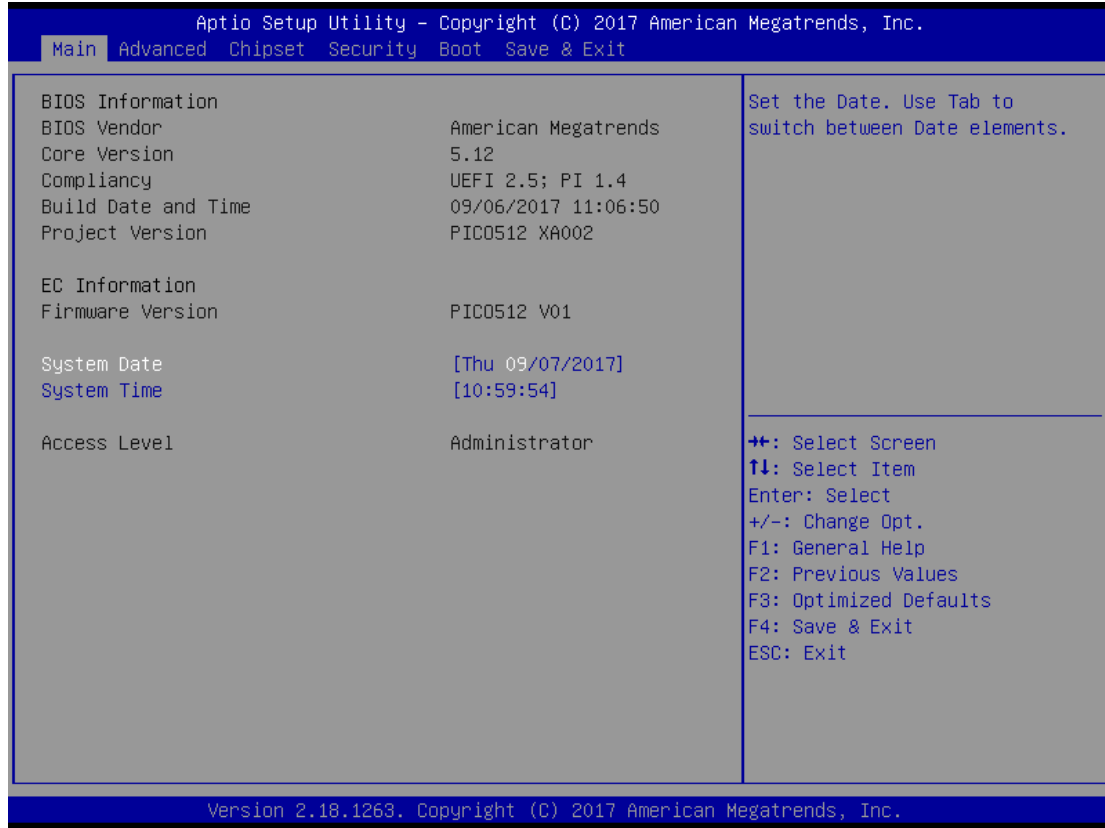 Aptio Setup Utility – Copyright (C) 2017 American Megatrends, Inc.
Main Advanced Chipset Security Boot Save & Exit
BIOS Information
BIOS Vendor American Megatrends
Core Version 5.12
Compliancy UEFI 2.5; PI 1.4
Build Date and Time 09/06/2017 11:06:50
Project Version PICO512 XA002
EC Information
Firmware Version PICO512 V01
System Date [Thu 09/07/2017]
System Time [10:59:54]
Access Level Administrator
Set the Date. Use Tab to
switch between Date elements.
→←: Select Screen
↑↓: Select Item
Enter: Select
+/-: Change Opt.
F1: General Help
F2: Previous Values
F3: Optimized Defaults
F4: Save & Exit
ESC: Exit
Version 2.18.1263. Copyright (C) 2017 American Megatrends, Inc.